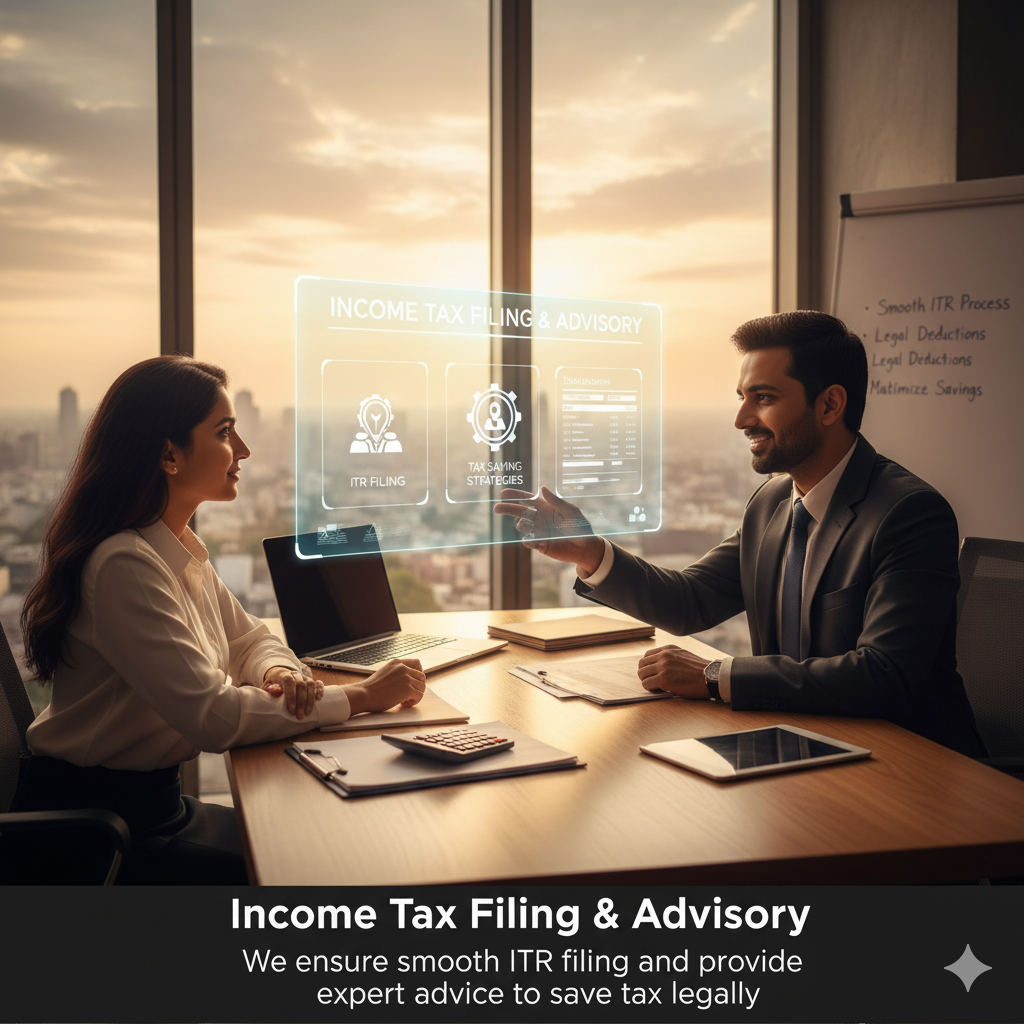 INCOME TAX FILING & ADVISORY
ITR FILING
TAX SAVING
STRATEGIES
• Smooth ITR Process
• Legal Deductions
Legal Deductions
Matimize Savings
Income Tax Filing & Advisory
We ensure smooth ITR filing and provide
expert advice to save tax legally